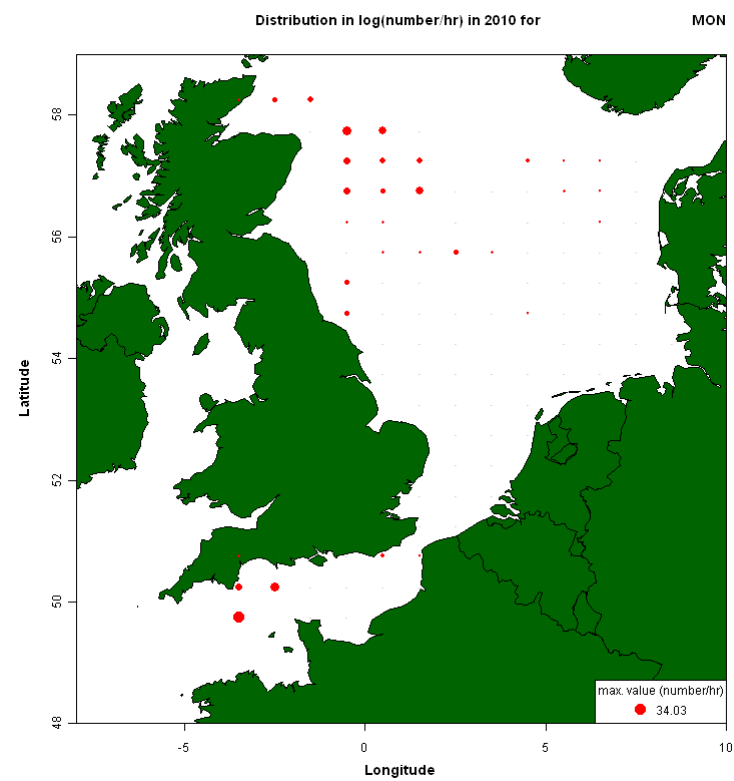 Distribution in log(number/hr) in 2010 for MON
58
56
54
52
50
48
Latitude
-5 0 5 10
Longitude
max. value (number/hr)
34.03